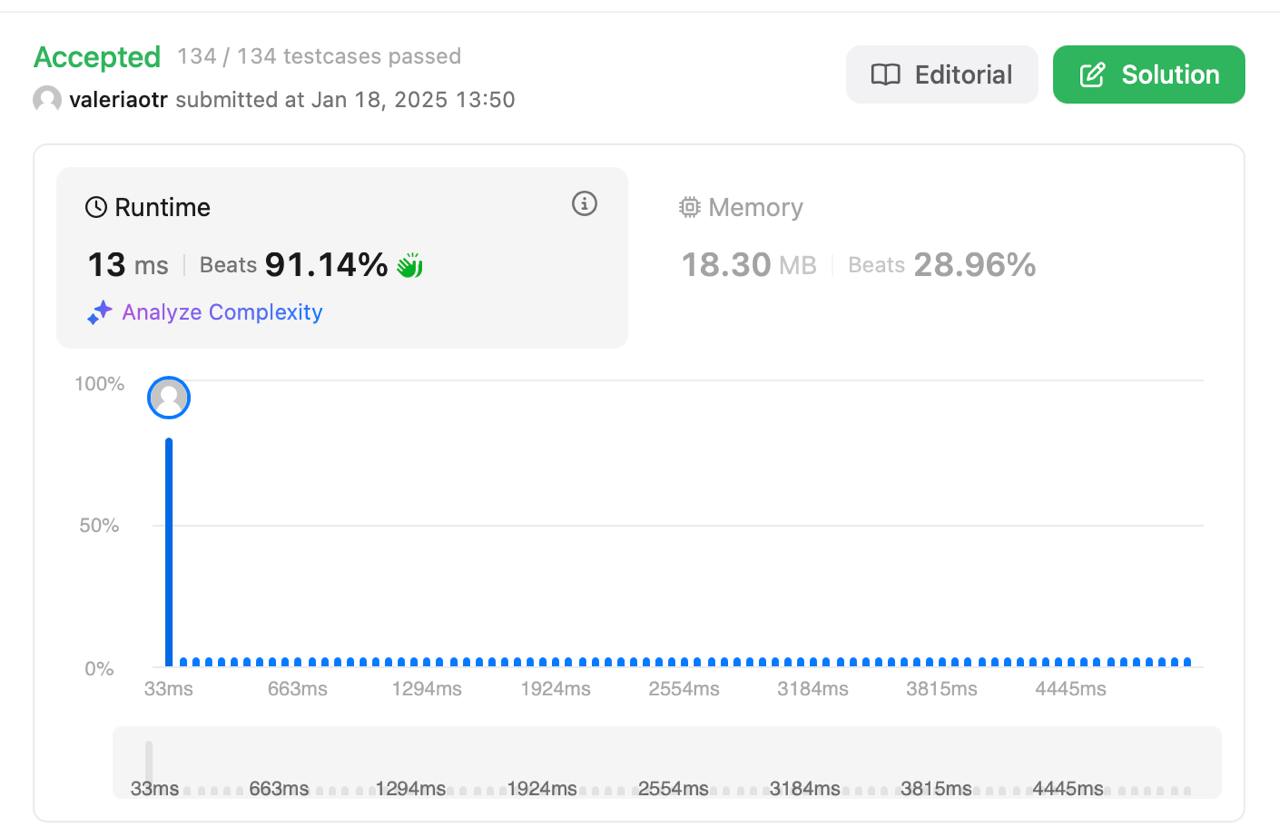 Accepted 134 / 134 testcases passed
valeriaotr submitted at Jan 18, 2025 13:50
Editorial
Solution
Runtime
13 ms | Beats 91.14%
Analyze Complexity
Memory
18.30 MB | Beats 28.96%
100%
50%
0%
33ms 663ms 1294ms 1924ms 2554ms 3184ms 3815ms 4445ms
33ms 663ms 1294ms 1924ms 2554ms 3184ms 3815ms 4445ms